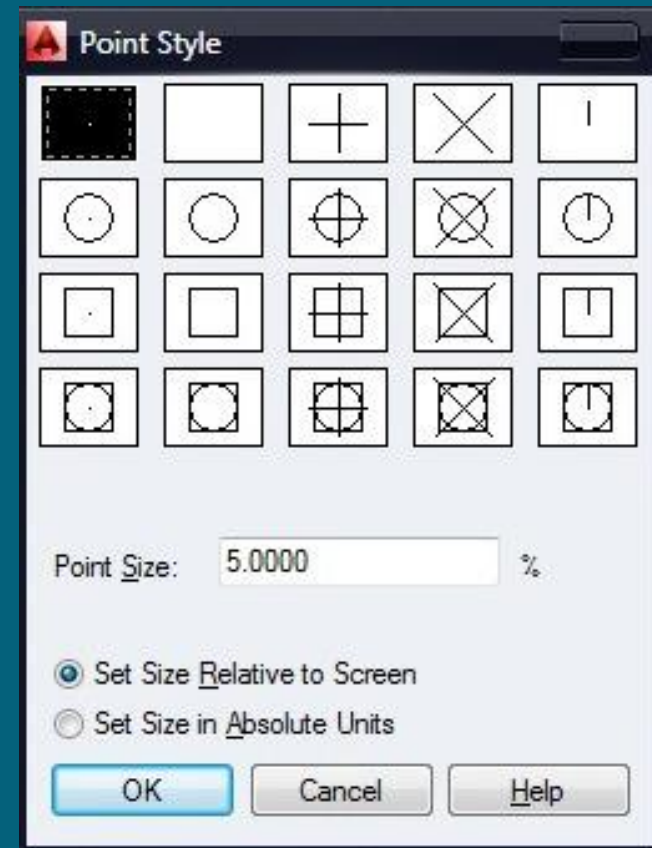 Point Style
Point Size: 5.0000 %
Set Size Relative to Screen
Set Size in Absolute Units
OK Cancel Help